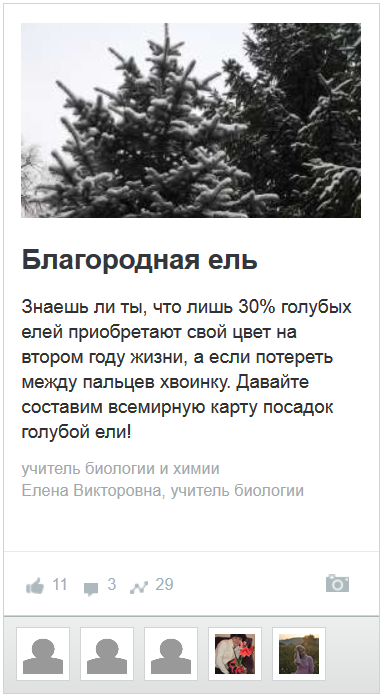 Благородная ель
Знаешь ли ты, что лишь 30% голубых
елей приобретают свой цвет на
втором году жизни, а если потереть
между пальцев хвоинку. Давайте
составим всемирную карту посадок
голубой ели!
учитель биологии и химии
Елена Викторовна, учитель биологии
11 3 29